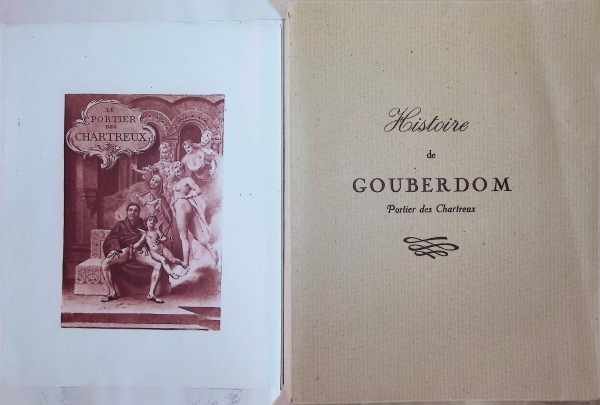 LE
PORTIER
DES
CHARTREUX
Histoire
de
GOUBERDOM
Portier des Chartreux